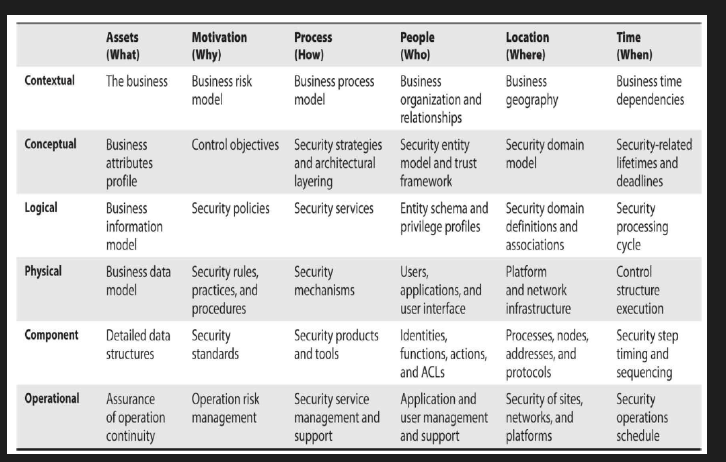 Assets Motivation Process People Location Time
(What) (Why) (How) (Who) (Where) (When)
Contextual The business Business risk Business process Business Business Business time
model model organization and geography dependencies
relationships
Conceptual Business Control objectives Security strategies Security entity Security domain Security-related
attributes and architectural model and trust model lifetimes and
profile layering framework deadlines
Logical Business Security policies Security services Entity schema and Security domain Security
information privilege profiles definitions and processing
model associations cycle
Physical Business data Security rules, Security Users, Platform Control
model practices, and mechanisms applications, and and network structure
procedures user interface infrastructure execution
Component Detailed data Security Security products Identities, Processes, nodes, Security step
structures standards and tools functions, actions, addresses, and timing and
and ACLs protocols sequencing
Operational Assurance Operation risk Security service Application and Security of sites, Security
of operation management management and user management networks, and operations
continuity support and support platforms schedule